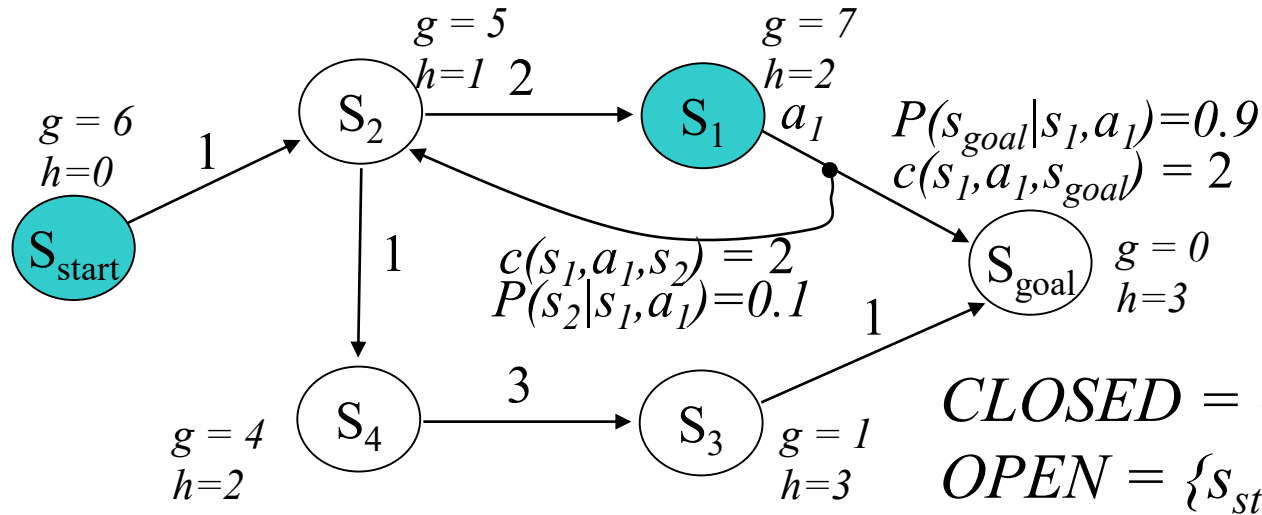 g = 5
h=1
g = 7
h=2
g = 6
h=0
1
S2
2
S1
a1
P(sgoal|s1,a1)=0.9
c(s1,a1,sgoal) = 2
Sstart
1
c(s1,a1,s2) = 2
P(s2|s1,a1)=0.1
Sgoal
g = 0
h=3
1
3
S4
S3
g = 4
h=2
g = 1
h=3
CLOSED =
OPEN = {sst